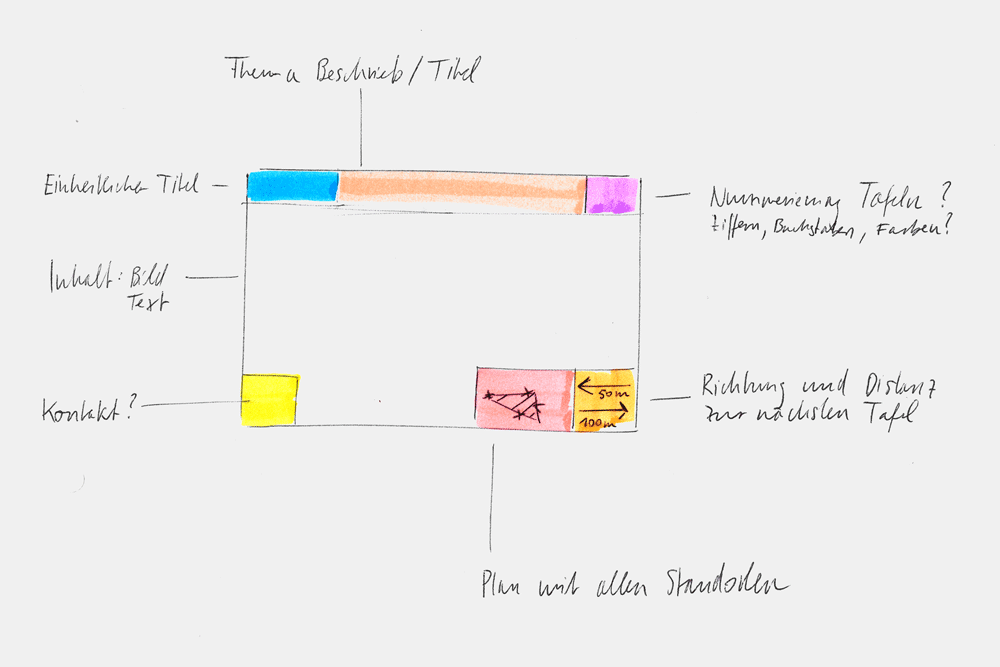 Thema Beschrieb / Titel
Einheitlicher Titel
Nummerierung Tafeln ?
Ziffern, Buchstaben, Farben?
Inhalt: Bild
Text
50m
100m
Kontakt?
Richtung und Distanz
zur nächsten Tafel
Plan mit allen Standorten